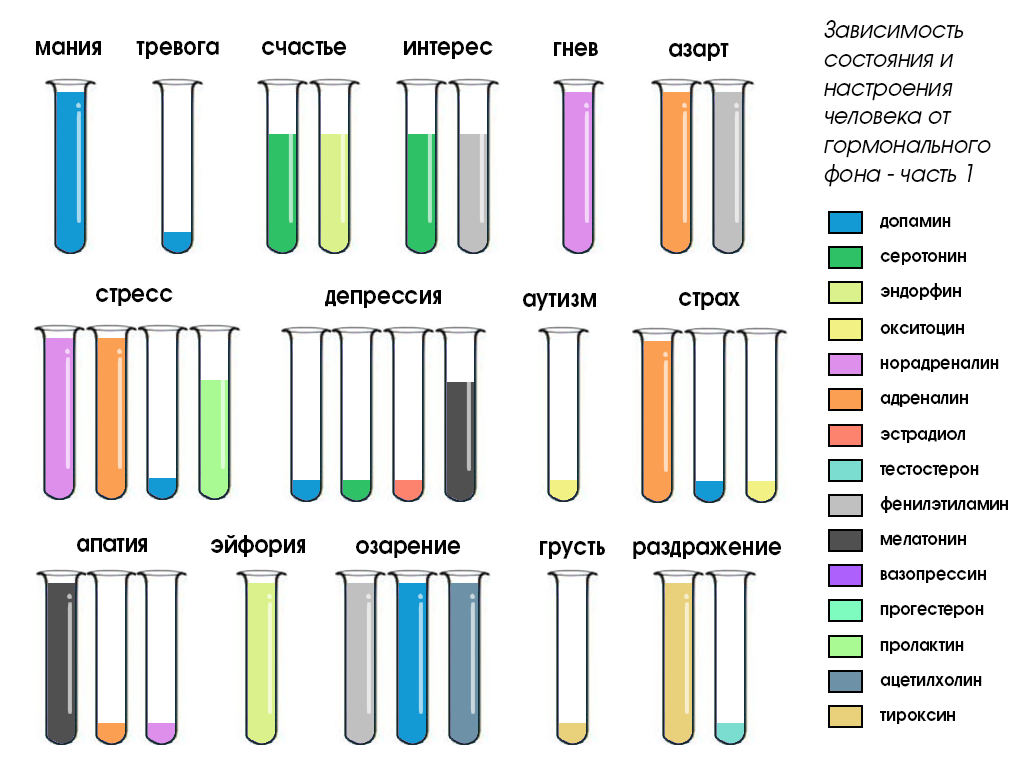 мания тревога счастье интерес гнев азарт
Зависимость
состояния и
настроения
человека от
гормонального
фона - часть 1
стресс депрессия аутизм страх
апатия эйфория озарение грусть раздражение
допамин
серотонин
эндорфин
окситоцин
норадреналин
адреналин
эстрадиол
тестостерон
фенилэтиламин
мелатонин
вазопрессин
прогестерон
пролактин
ацетилхолин
тироксин